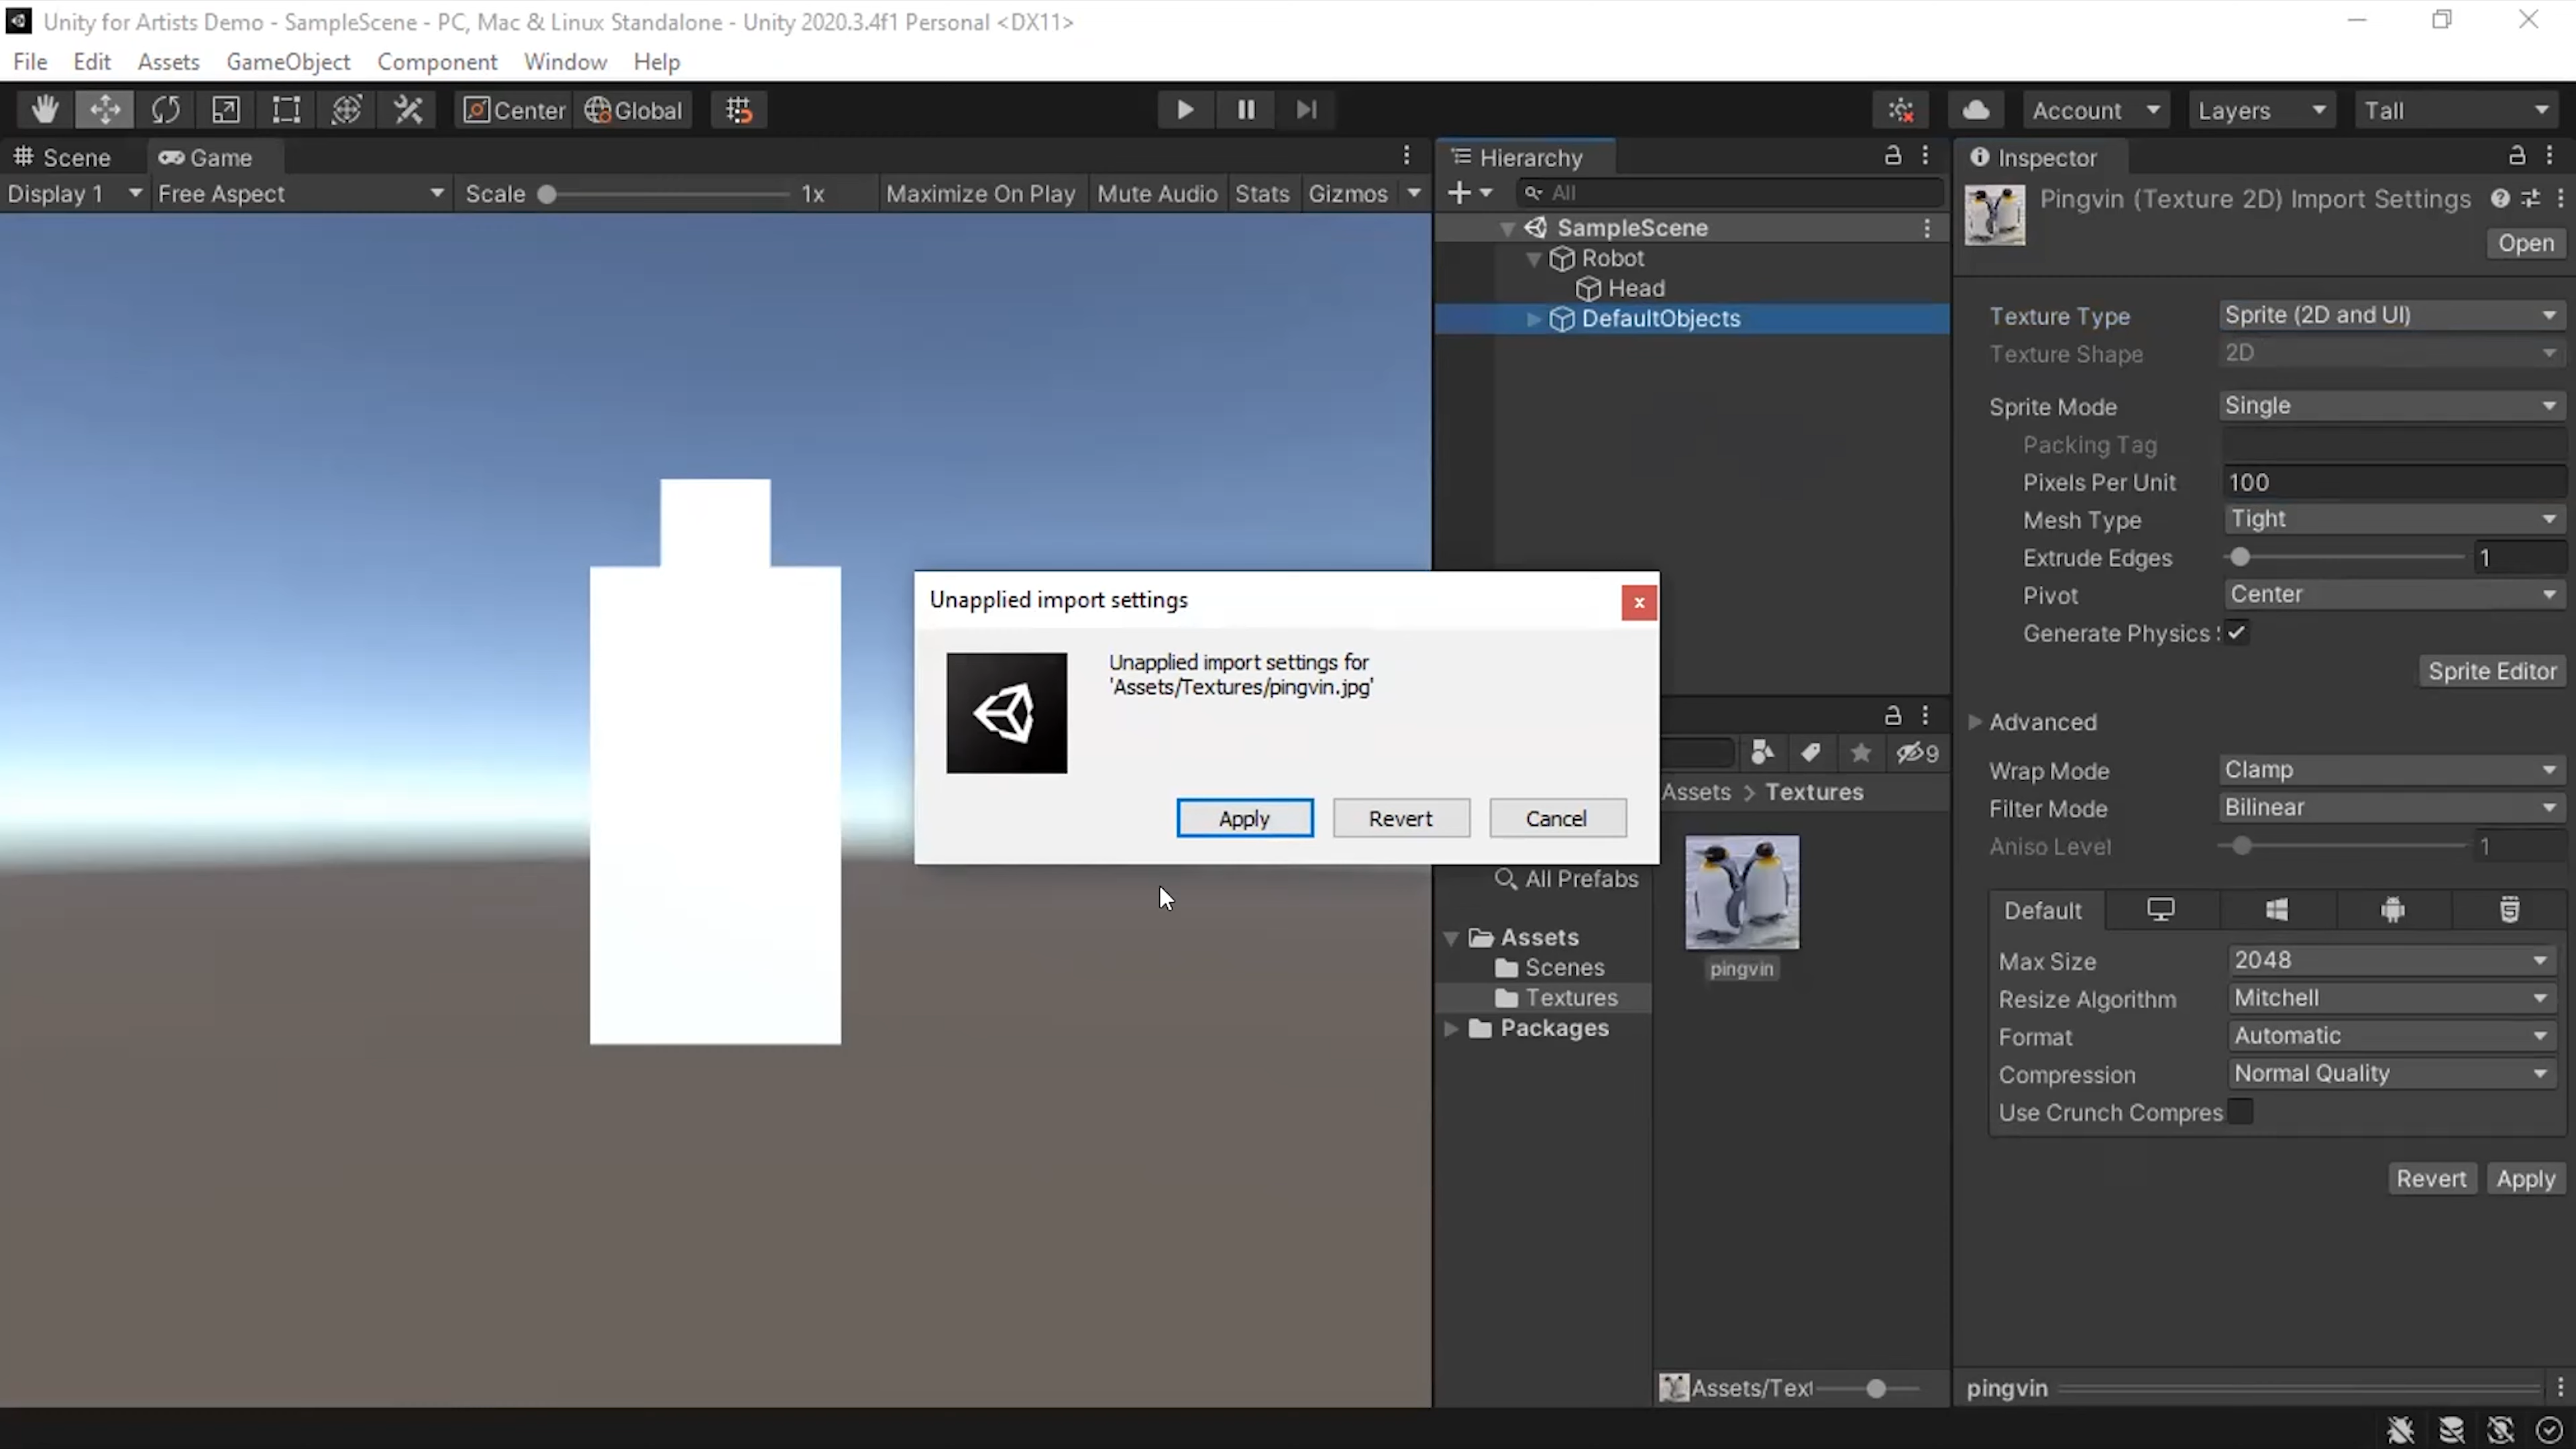 Unity for Artists Demo - SampleScene - PC, Mac & Linux Standalone - Unity 2020.3.4f1 Personal <DX11>
File Edit Assets GameObject Component Window Help
Center Global Account Layers Tall
Scene Game
Display 1 Free Aspect Scale 1x Maximize On Play Mute Audio Stats Gizmos
Hierarchy
All
SampleScene
Robot
Head
DefaultObjects
Unapplied import settings
x
Unapplied import settings for
'Assets/Textures/pingvin.jpg'
Apply Revert Cancel
9
Assets > Textures
All Prefabs
Assets
Scenes
Textures
Packages
pingvin
Assets/Text
Inspector
Pingvin (Texture 2D) Import Settings
Open
Texture Type Sprite (2D and UI)
Texture Shape 2D
Sprite Mode Single
Packing Tag
Pixels Per Unit 100
Mesh Type Tight
Extrude Edges 1
Pivot Center
Generate Physics
Sprite Editor
Advanced
Wrap Mode Clamp
Filter Mode Bilinear
Aniso Level 1
Default
Max Size 2048
Resize Algorithm Mitchell
Format Automatic
Compression Normal Quality
Use Crunch Compres
Revert Apply
pingvin